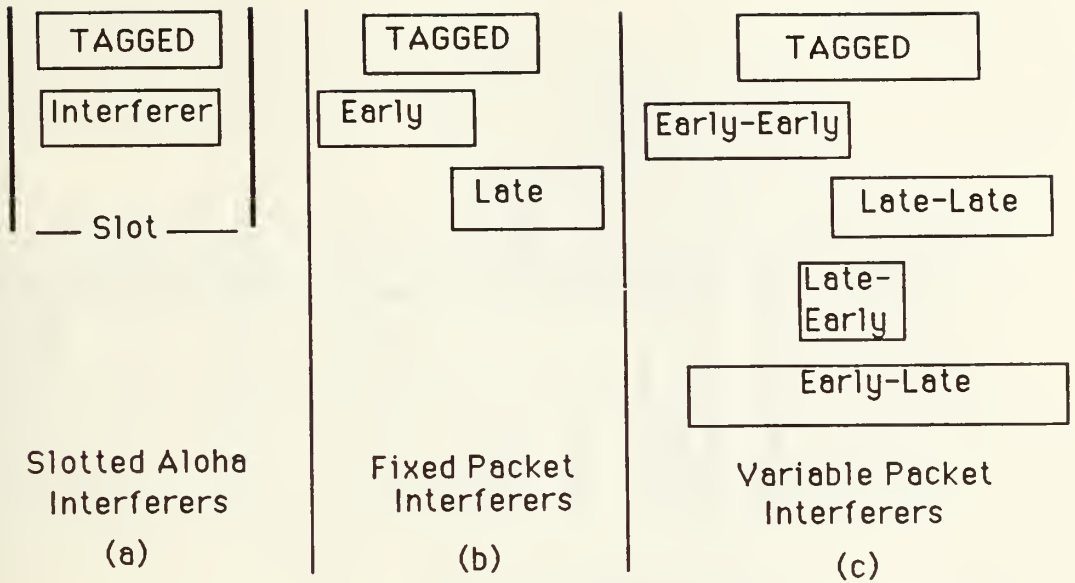 TAGGED
Interferer
Slot
Slotted Aloha
Interferers
(a)
TAGGED
Early
Late
Fixed Packet
Interferers
(b)
TAGGED
Early-Early
Late-Late
Late-
Early
Early-Late
Variable Packet
Interferers
(c)